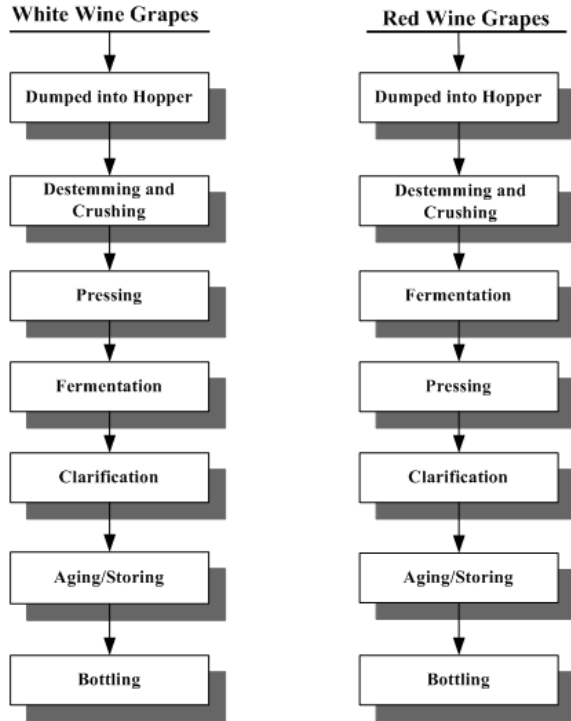 White Wine Grapes
Dumped into Hopper
Destemming and
Crushing
Pressing
Fermentation
Clarification
Aging/Storing
Bottling
Red Wine Grapes
Dumped into Hopper
Destemming and
Crushing
Fermentation
Pressing
Clarification
Aging/Storing
Bottling